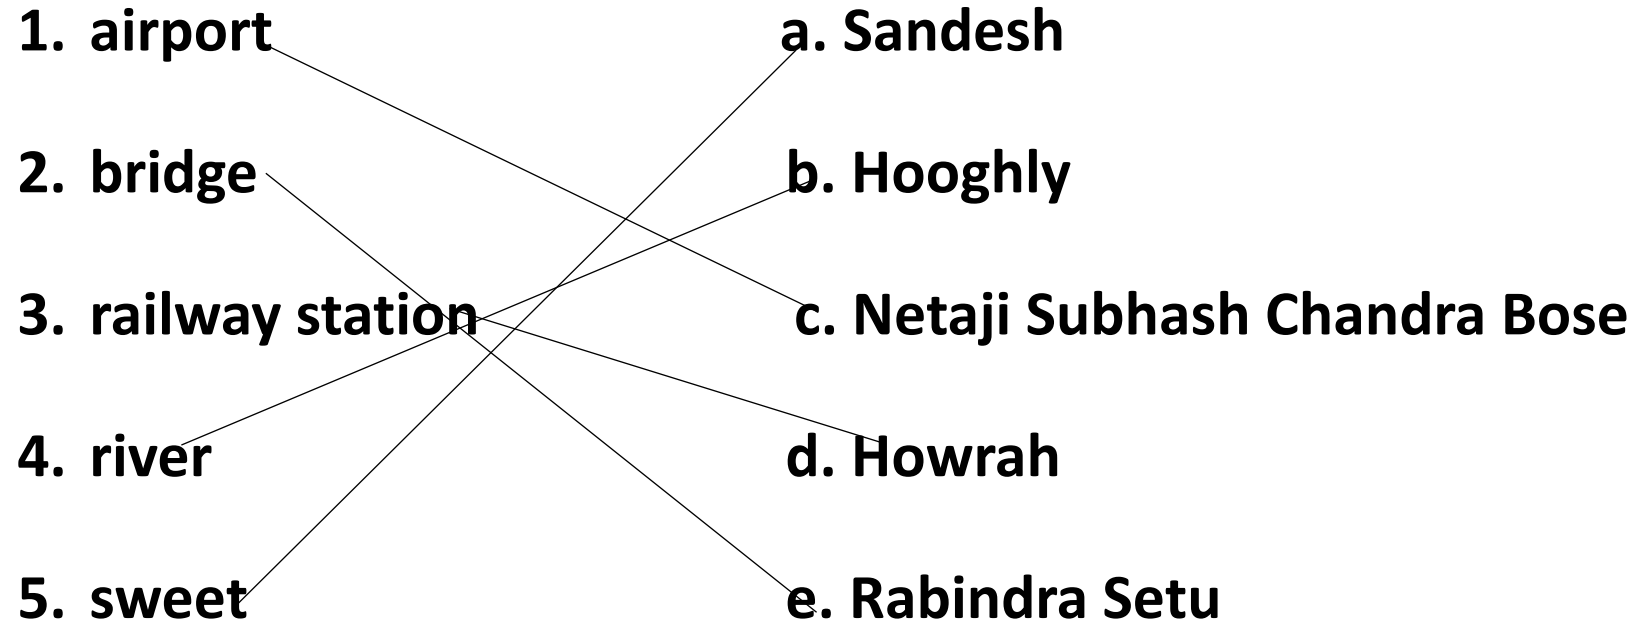 1. airport a. Sandesh
2. bridge b. Hooghly
3. railway station c. Netaji Subhash Chandra Bose
4. river d. Howrah
5. sweet e. Rabindra Setu